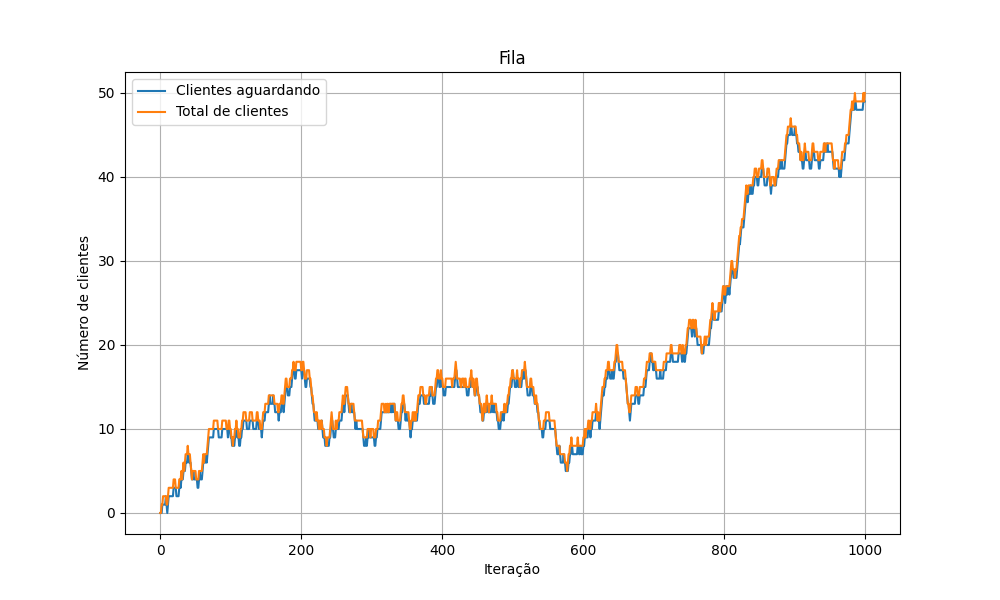 Fila
Clientes aguardando
Total de clientes
Número de clientes
50
40
30
20
10
0
0 200 400 600 800 1000
Iteração